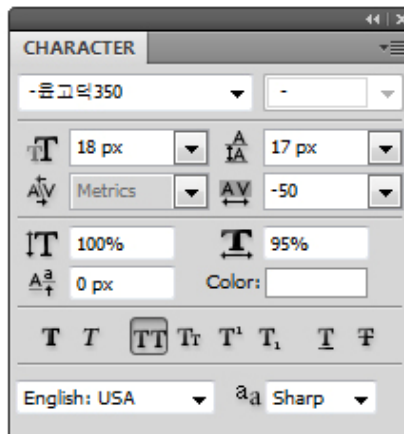 CHARACTER
-윤고딕350 -
18 px 17 px
Metrics -50
100% 95%
0 px Color:
T T TT Tт T¹ T₁ T T
English: USA aa Sharp